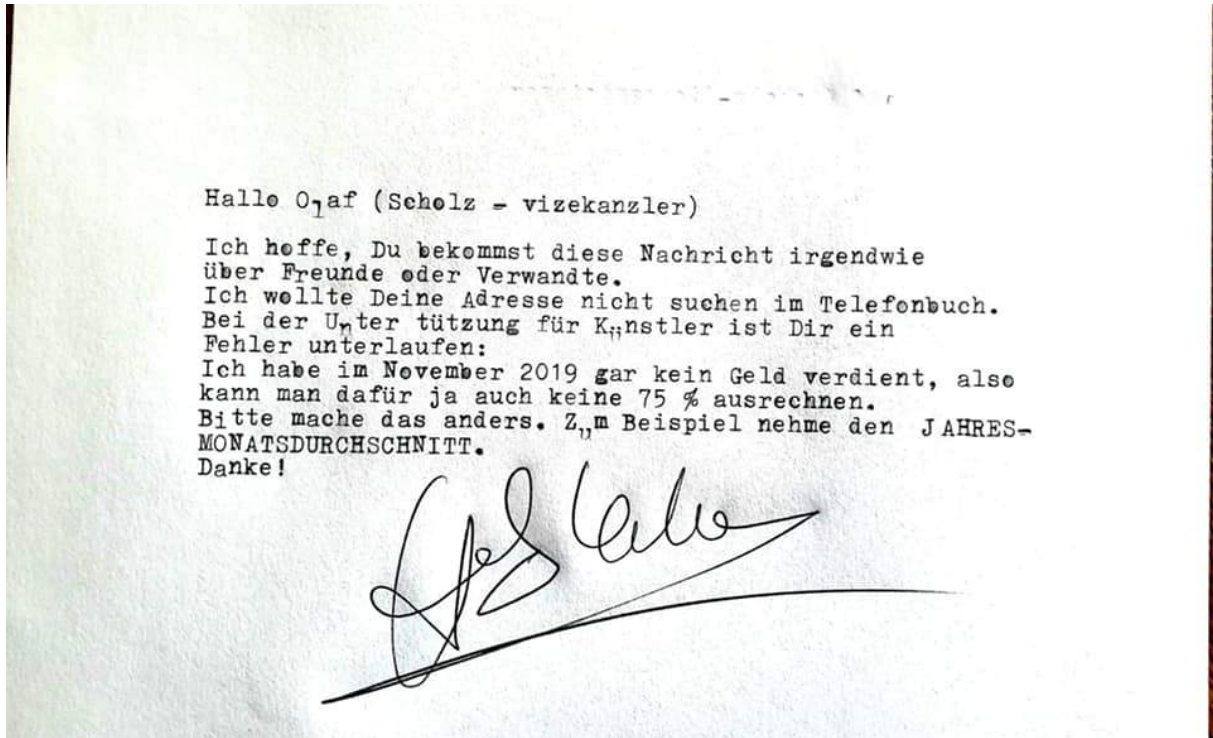 Hallo Olaf (Scholz - vizekanzler)
Ich hoffe, Du bekommst diese Nachricht irgendwie
über Freunde oder Verwandte.
Ich wollte Deine Adresse nicht suchen im Telefonbuch.
Bei der Unter tützung für Künstler ist Dir ein
Fehler unterlaufen:
Ich habe im November 2019 gar kein Geld verdient, also
kann man dafür ja auch keine 75 % ausrechnen.
Bitte mache das anders. Zum Beispiel nehme den JAHRES-
MONATSDURCHSCHNITT.
Danke!